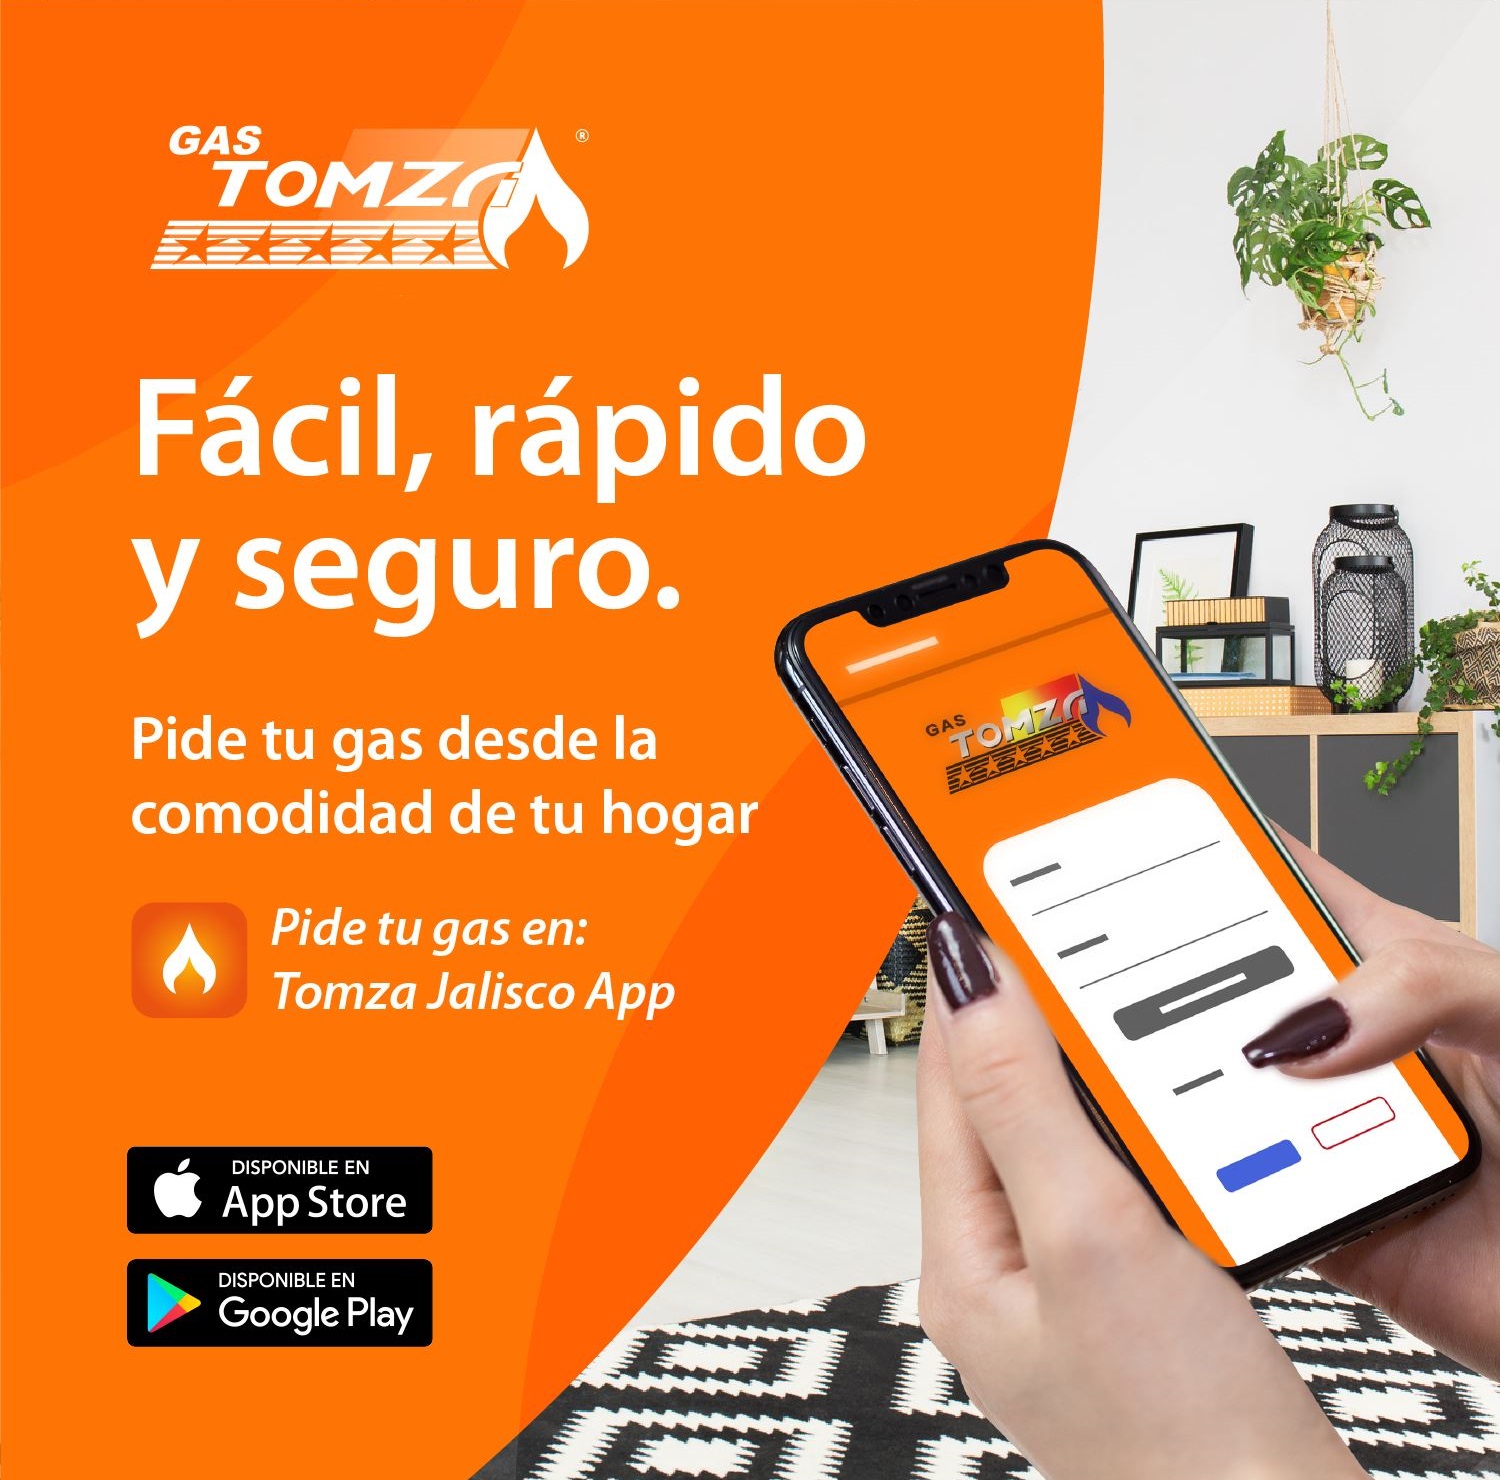 GAS
TOMZA
®
Fácil, rápido
y seguro.
Pide tu gas desde la
comodidad de tu hogar
Pide tu gas en:
Tomza Jalisco App
DISPONIBLE EN
App Store
DISPONIBLE EN
Google Play
GAS
TOMZA